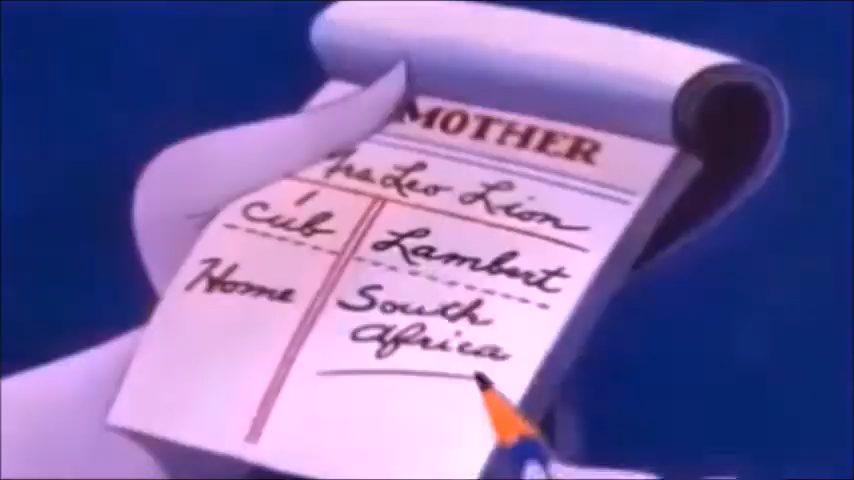 MOTHER
Mrs Leo Lion
1 cub Lambert
Home South
Africa